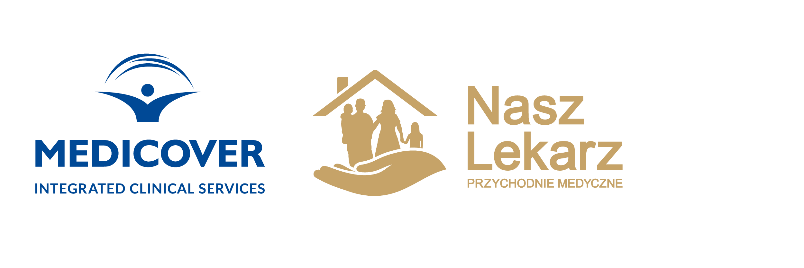 MEDICOVER
INTEGRATED CLINICAL SERVICES
Nasz
Lekarz
PRZYCHODNIE MEDYCZNE